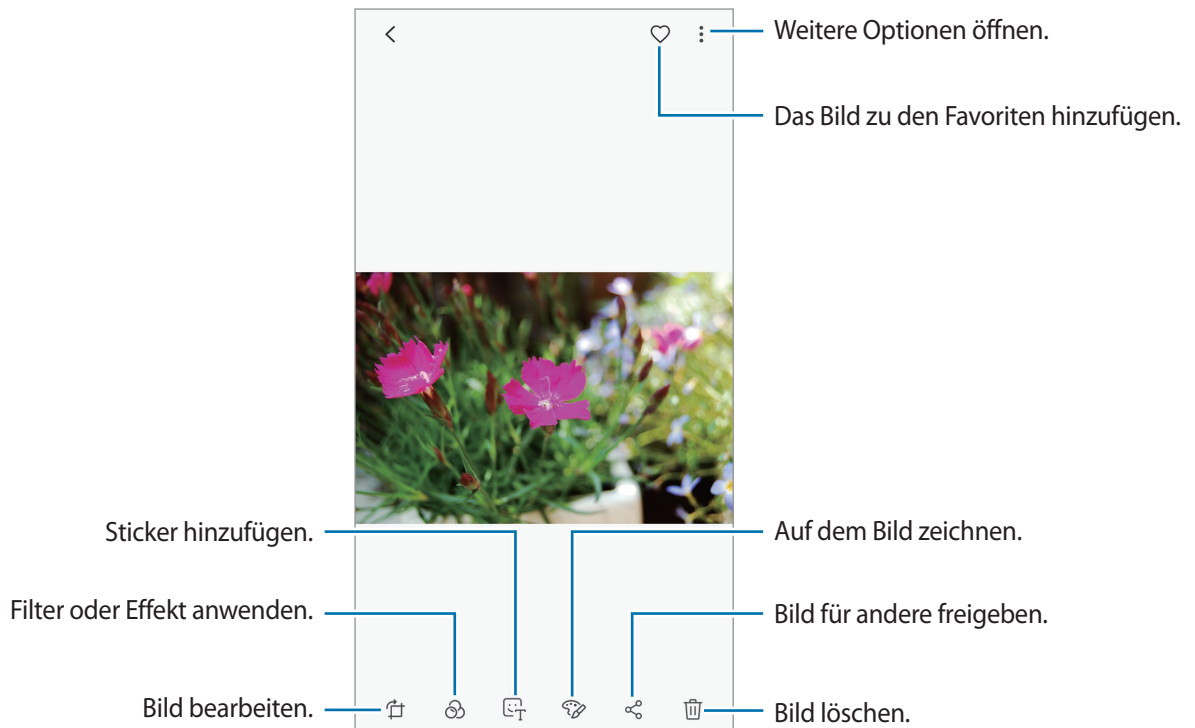 Weitere Optionen öffnen.
Das Bild zu den Favoriten hinzufügen.
Sticker hinzufügen.
Auf dem Bild zeichnen.
Filter oder Effekt anwenden.
Bild für andere freigeben.
Bild bearbeiten.
Bild löschen.